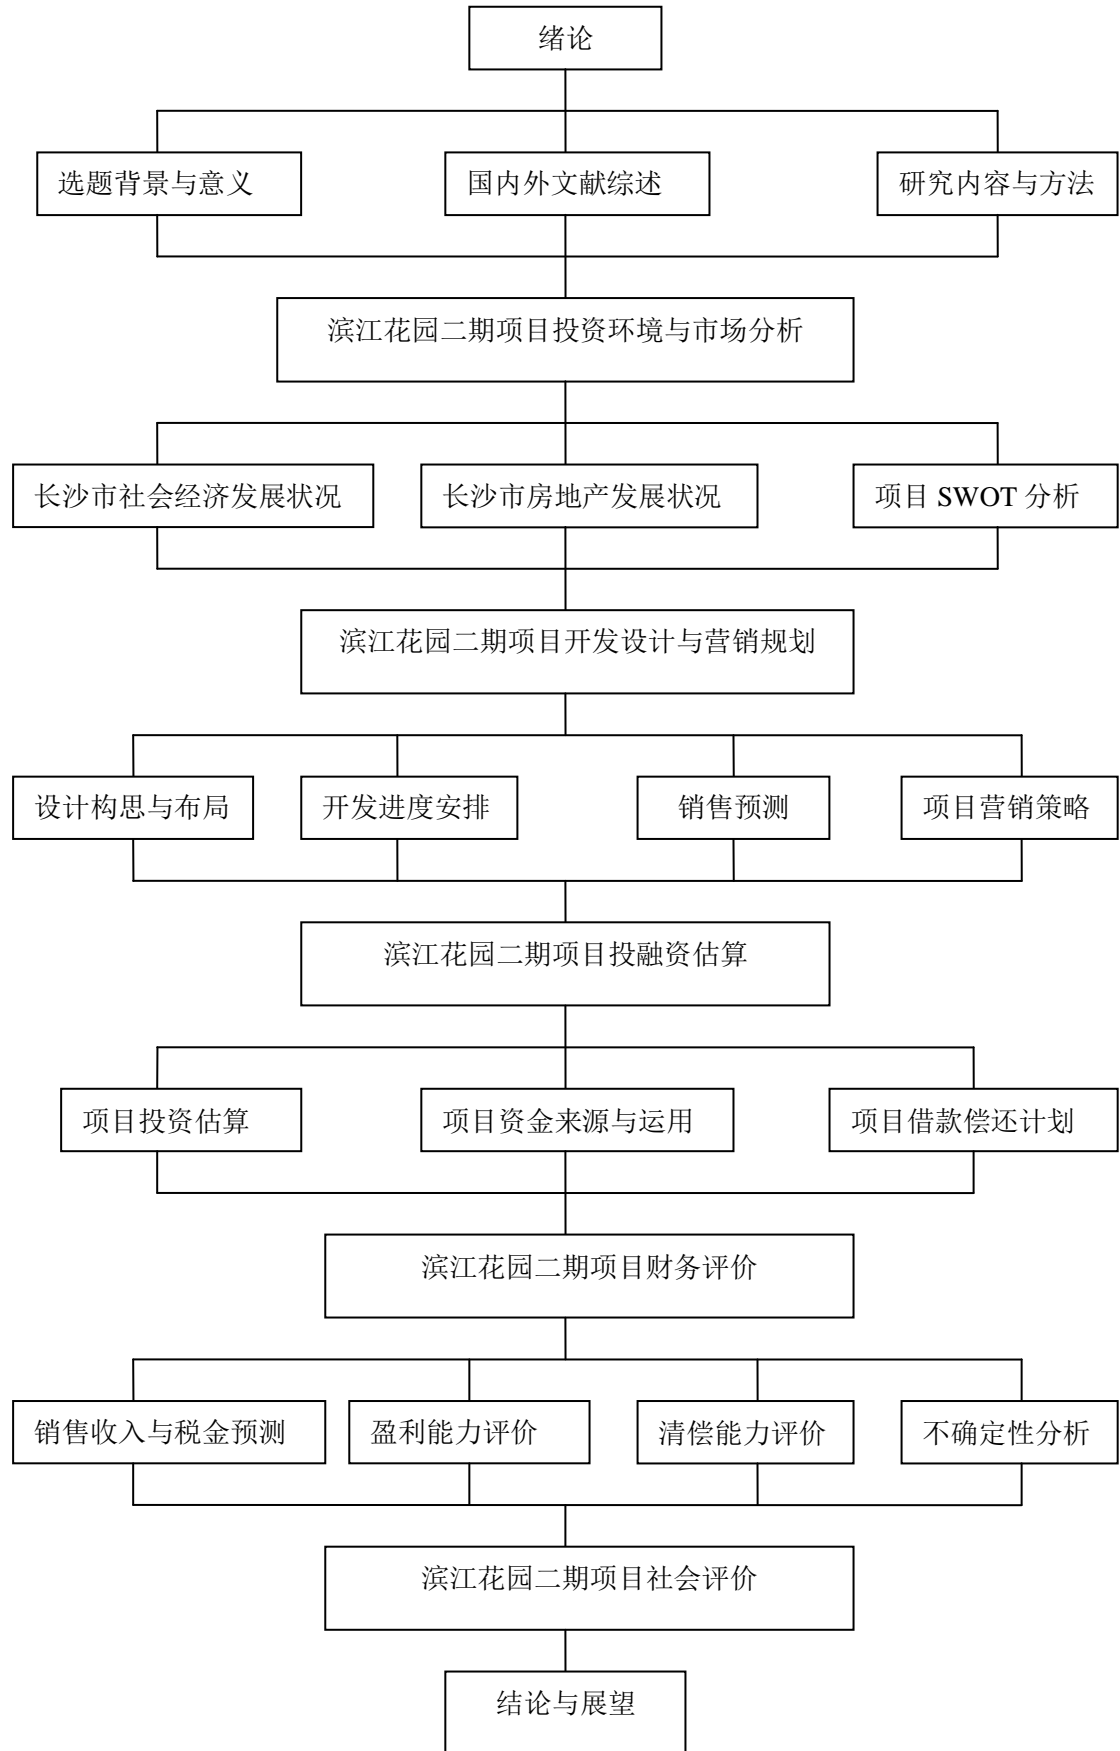 绪论
选题背景与意义
国内外文献综述
研究内容与方法
滨江花园二期项目投资环境与市场分析
长沙市社会经济发展状况
长沙市房地产发展状况
项目 SWOT 分析
滨江花园二期项目开发设计与营销规划
设计构思与布局
开发进度安排
销售预测
项目营销策略
滨江花园二期项目投融资估算
项目投资估算
项目资金来源与运用
项目借款偿还计划
滨江花园二期项目财务评价
销售收入与税金预测
盈利能力评价
清偿能力评价
不确定性分析
滨江花园二期项目社会评价
结论与展望